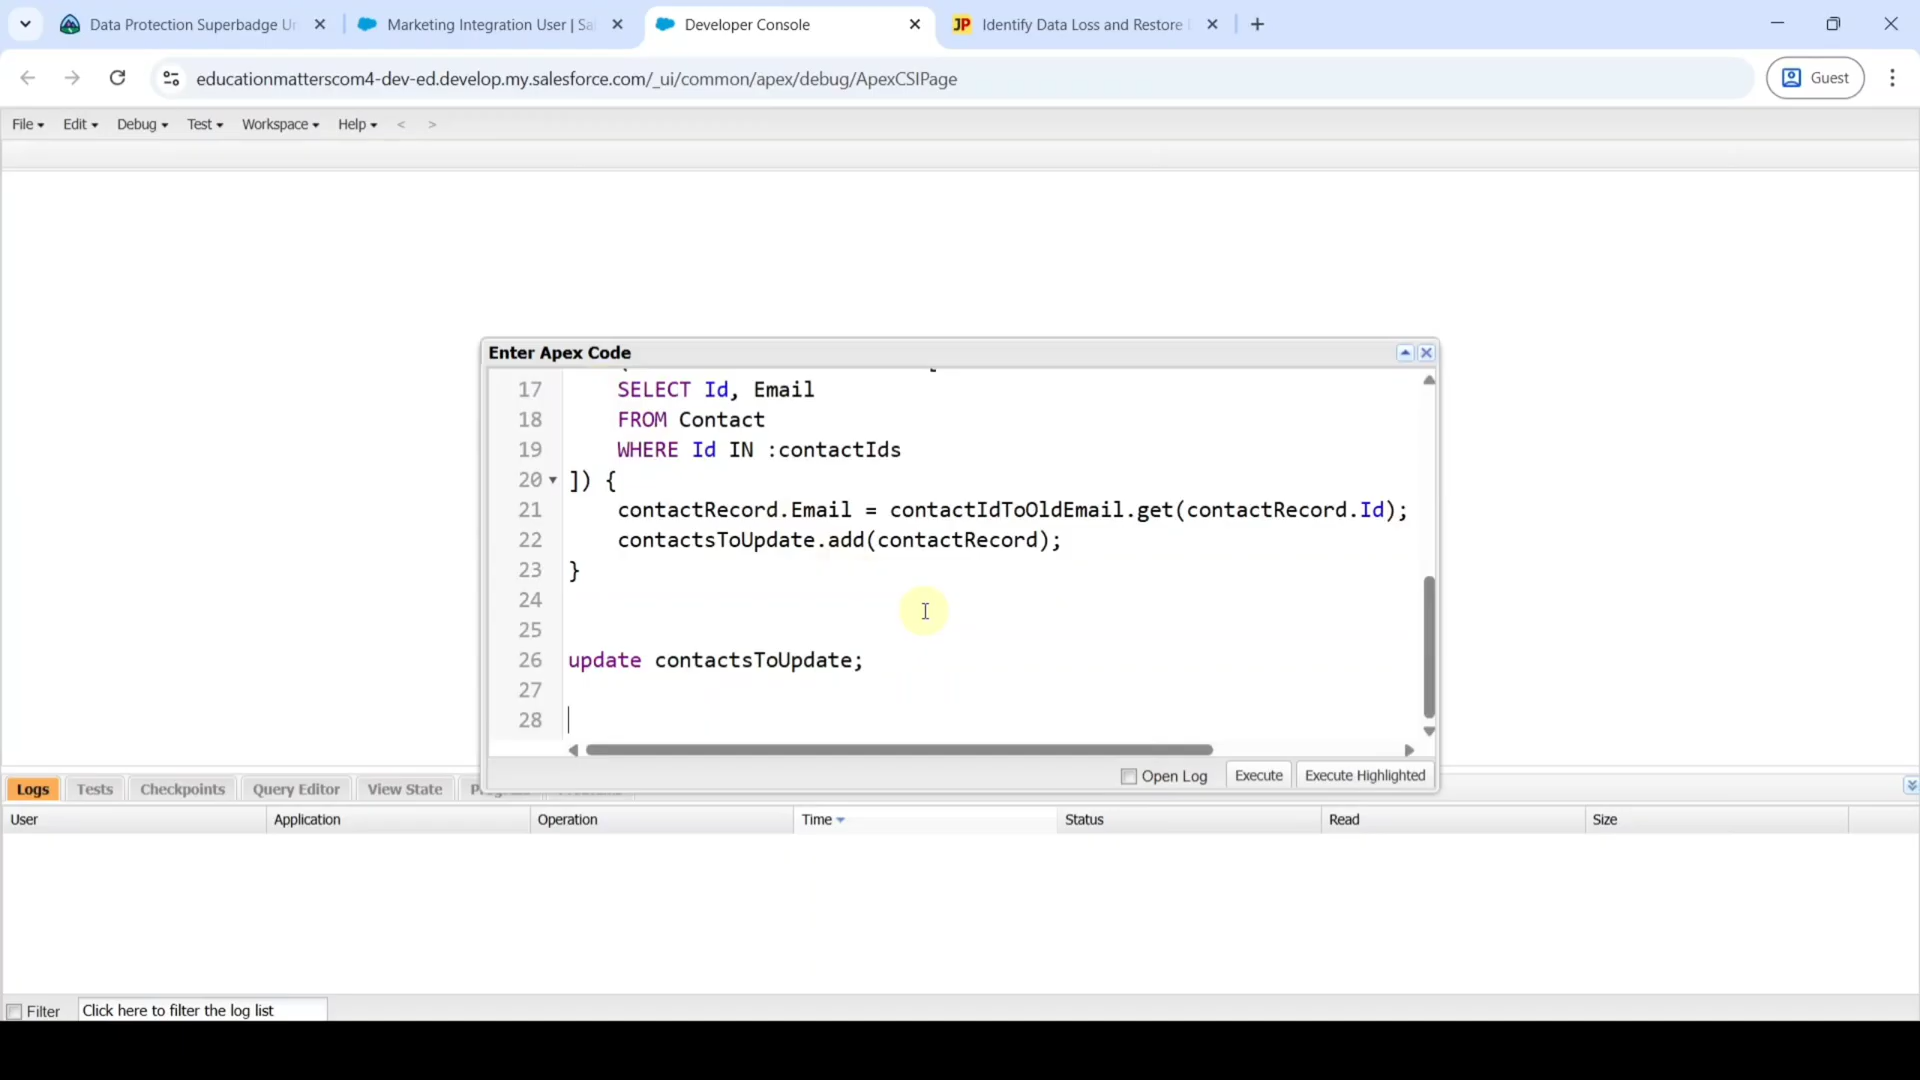 Data Protection Superbadge Un
Marketing Integration User | Sa
Developer Console
JP Identify Data Loss and Restore
educationmatterscom4-dev-ed.develop.my.salesforce.com/_ui/common/apex/debug/ApexCSIPage
Guest
File Edit Debug Test Workspace Help < >
Enter Apex Code
17 SELECT Id, Email
18 FROM Contact
19 WHERE Id IN :contactIds
20 ]) {
21 contactRecord.Email = contactIdToOldEmail.get(contactRecord.Id);
22 contactsToUpdate.add(contactRecord);
23 }
24
25
26 update contactsToUpdate;
27
28
Open Log Execute Execute Highlighted
Logs Tests Checkpoints Query Editor View State
User Application Operation Time Status Read Size
Filter Click here to filter the log list